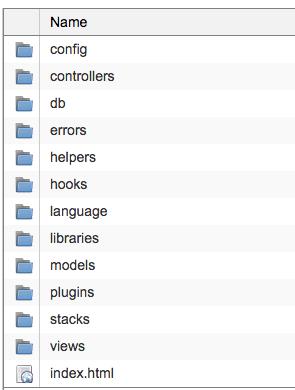 Name
config
controllers
db
errors
helpers
hooks
language
libraries
models
plugins
stacks
views
index.html